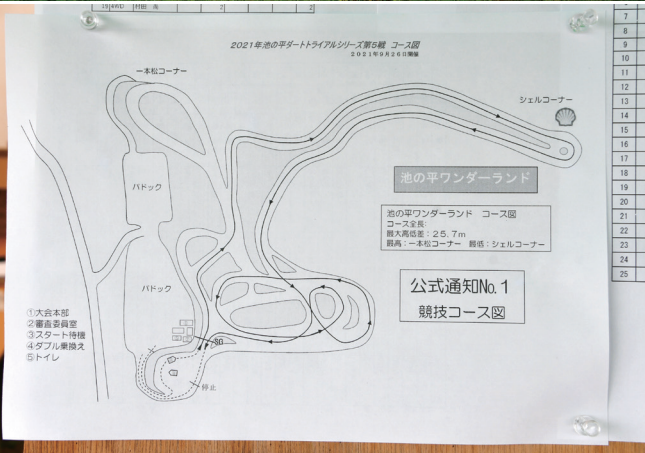 15 4WD 村田 2 2
2021年池の平ダートトライアルシリーズ第5戦 コース図
2021年9月26日開催
一本松コーナー
シェルコーナー
パドック
池の平ワンダーランド
池の平ワンダーランド コース図
コース全長:
最大高低差:25.7m
最高:一本松コーナー 最低:シェルコーナー
パドック
公式通知No.1
競技コース図
①大会本部
②審査委員室
③スタート待機
④ダブル乗換え
⑤トイレ
SG
停止
7
8
9
10
11
12
13
14
15
16
17
18
19
20
21
22
23
24
25